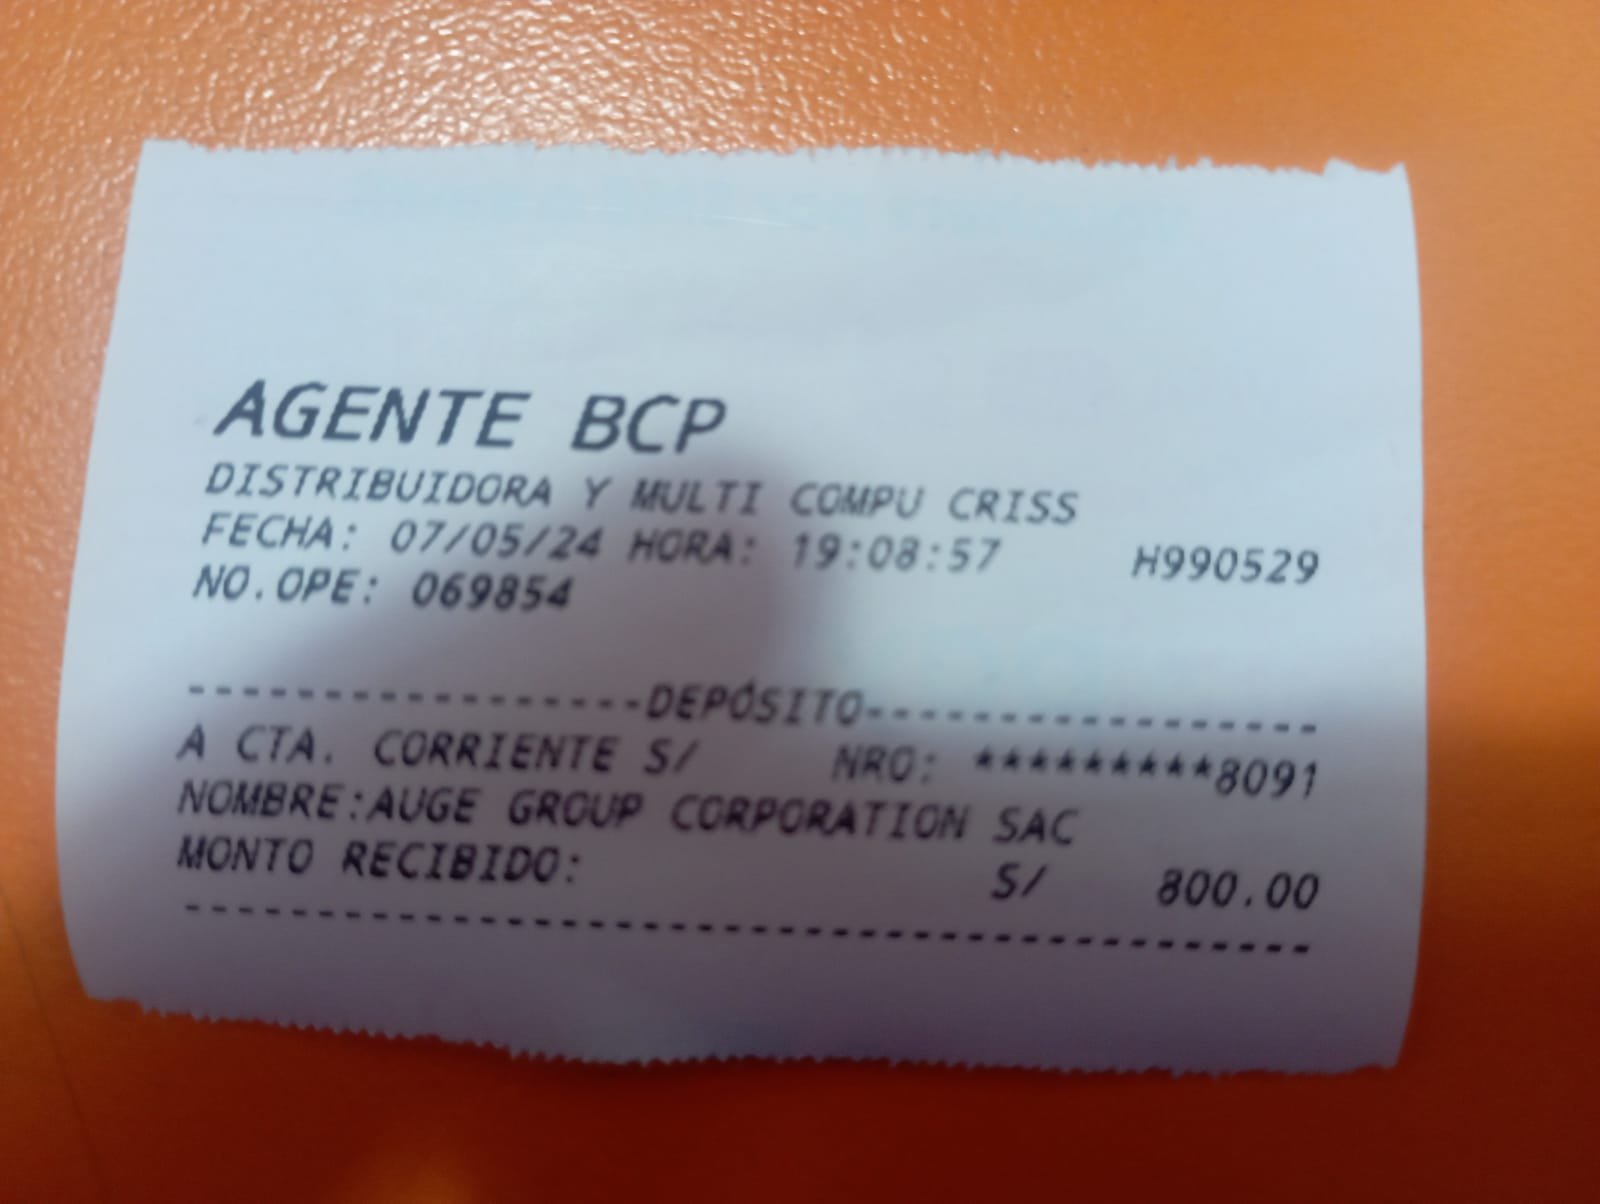 AGENTE BCP
DISTRIBUIDORA Y MULTI COMPU CRISS
FECHA: 07/05/24 HORA: 19:08:57 H990529
NO.OPE: 069854
-----------------DEPÓSITO-----------------
A CTA. CORRIENTE S/ NRO: *********8091
NOMBRE:AUGE GROUP CORPORATION SAC
MONTO RECIBIDO: S/ 800.00
------------------------------------------